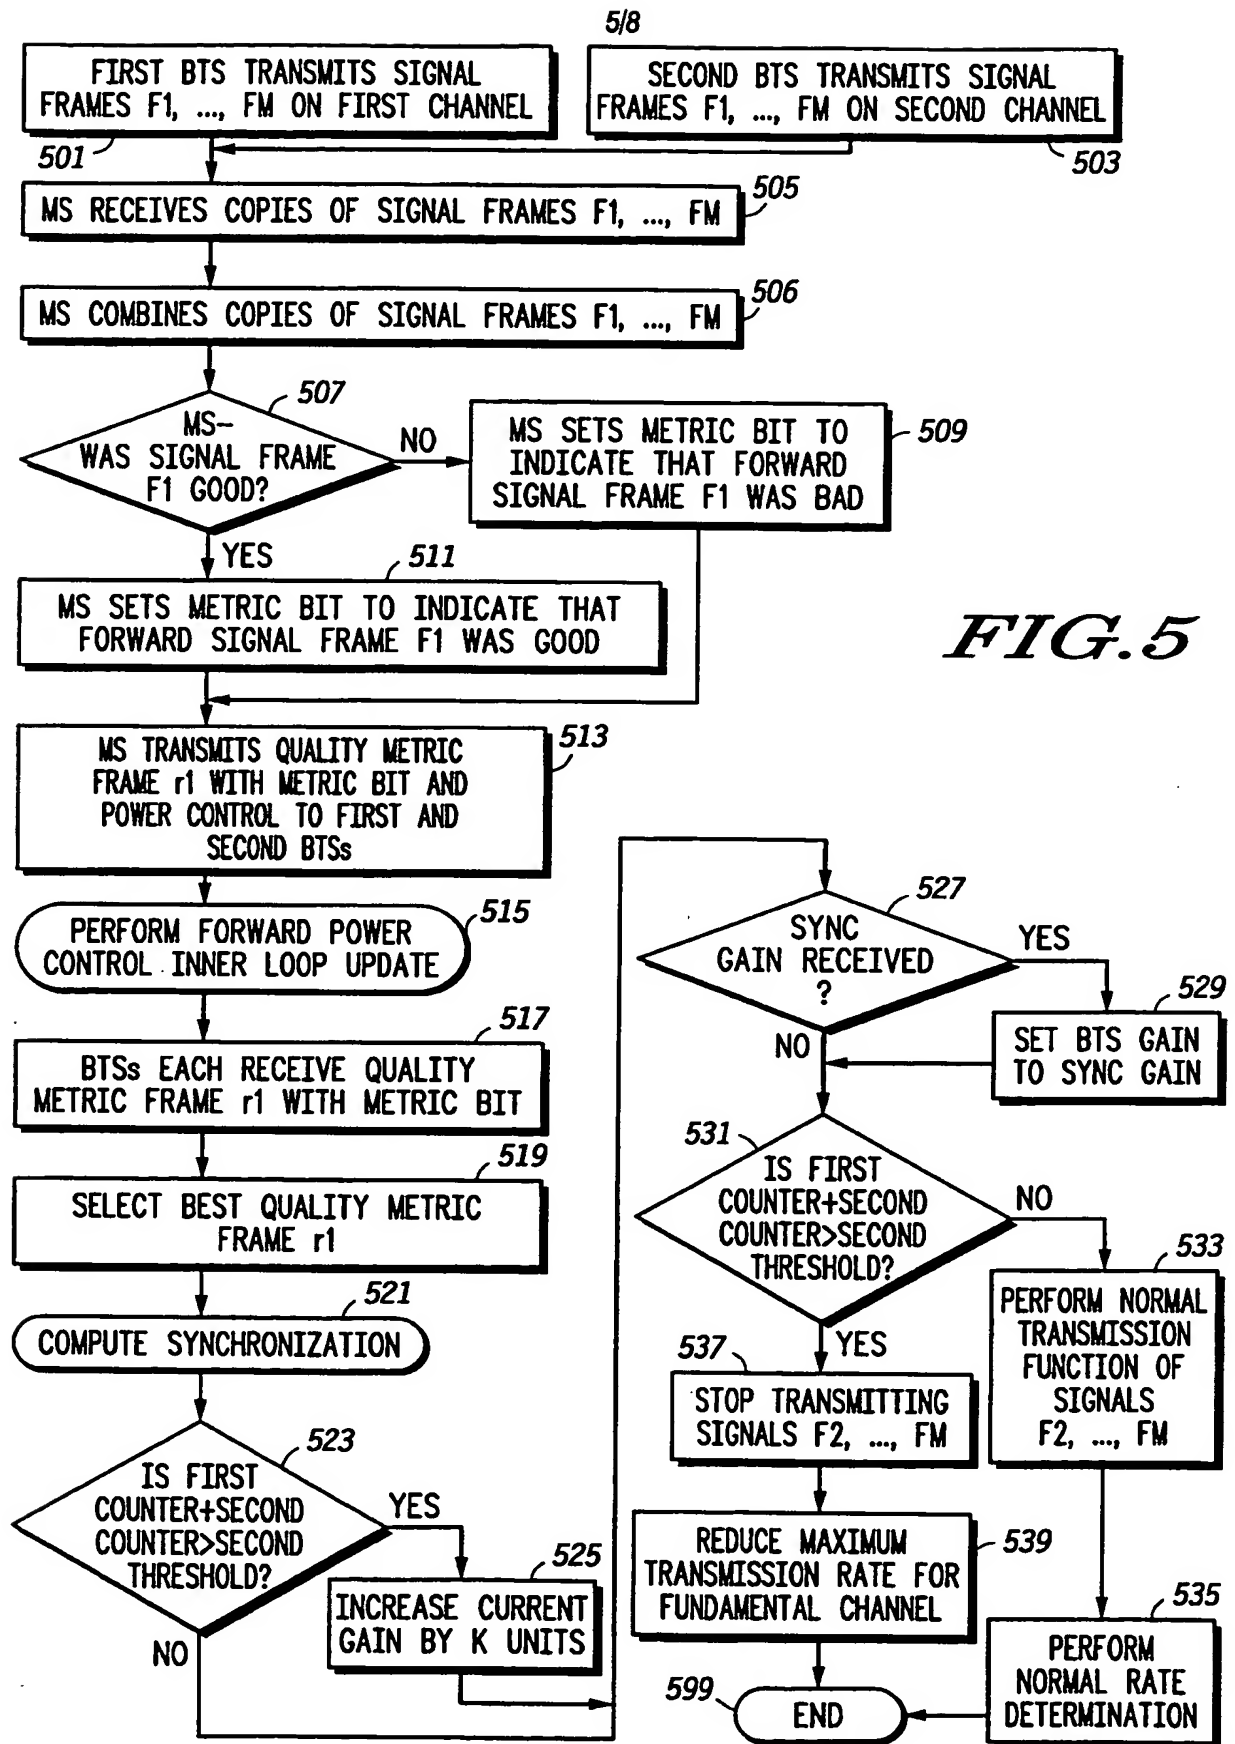 5/8
FIRST BTS TRANSMITS SIGNAL
FRAMES F1, ..., FM ON FIRST CHANNEL
501
SECOND BTS TRANSMITS SIGNAL
FRAMES F1, ..., FM ON SECOND CHANNEL
503
MS RECEIVES COPIES OF SIGNAL FRAMES F1, ..., FM
505
MS COMBINES COPIES OF SIGNAL FRAMES F1, ..., FM
506
507
MS-
WAS SIGNAL FRAME
F1 GOOD?
NO
MS SETS METRIC BIT TO
INDICATE THAT FORWARD
SIGNAL FRAME F1 WAS BAD
509
YES
511
MS SETS METRIC BIT TO INDICATE THAT
FORWARD SIGNAL FRAME F1 WAS GOOD
FIG.5
MS TRANSMITS QUALITY METRIC
FRAME r1 WITH METRIC BIT AND
POWER CONTROL TO FIRST AND
SECOND BTSs
513
PERFORM FORWARD POWER
CONTROL INNER LOOP UPDATE
515
517
BTSs EACH RECEIVE QUALITY
METRIC FRAME r1 WITH METRIC BIT
519
SELECT BEST QUALITY METRIC
FRAME r1
521
COMPUTE SYNCHRONIZATION
523
IS FIRST
COUNTER+SECOND
COUNTER>SECOND
THRESHOLD?
YES
NO
525
INCREASE CURRENT
GAIN BY K UNITS
527
SYNC
GAIN RECEIVED
?
YES
NO
529
SET BTS GAIN
TO SYNC GAIN
531
IS FIRST
COUNTER+SECOND
COUNTER>SECOND
THRESHOLD?
NO
YES
533
PERFORM NORMAL
TRANSMISSION
FUNCTION OF
SIGNALS
F2, ..., FM
537
STOP TRANSMITTING
SIGNALS F2, ..., FM
REDUCE MAXIMUM
TRANSMISSION RATE FOR
FUNDAMENTAL CHANNEL
539
535
PERFORM
NORMAL RATE
DETERMINATION
599
END